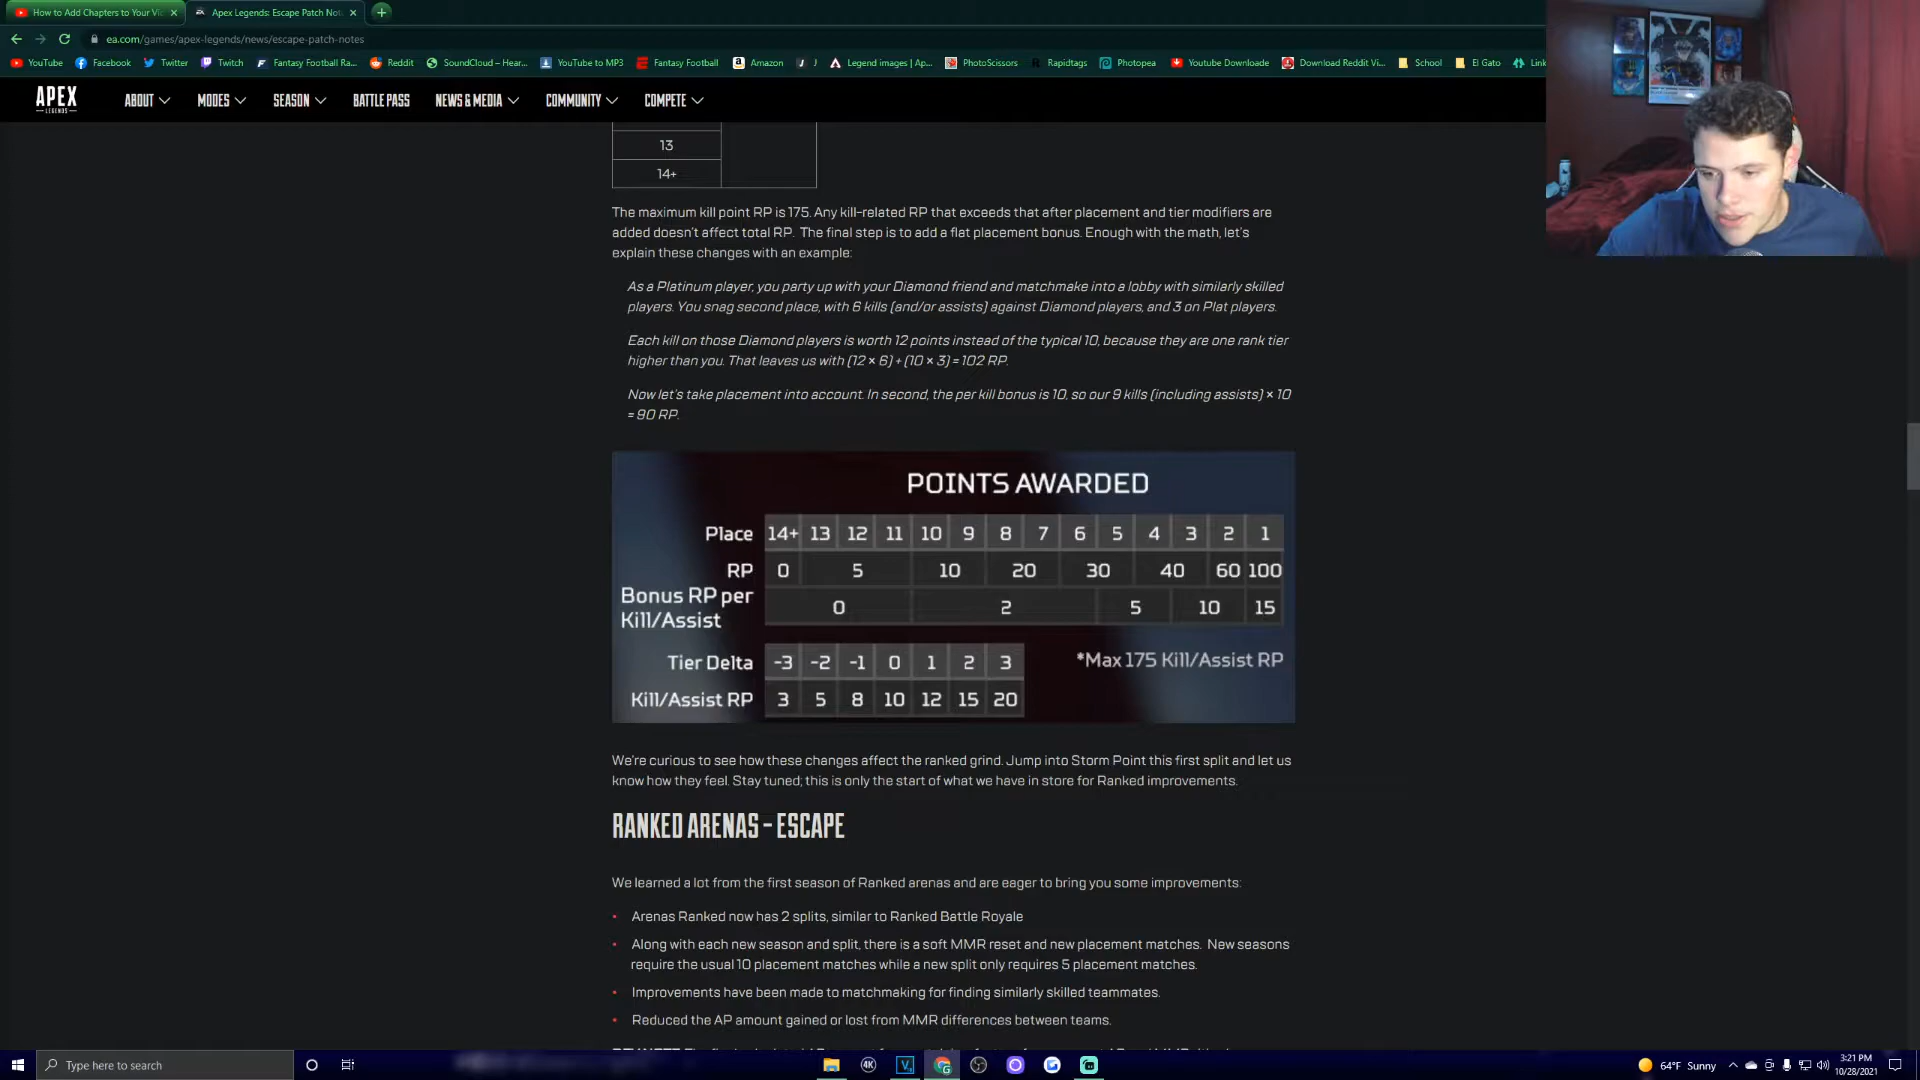 How to Add Chapters to Your Vi
Apex Legends: Escape Patch Not
ea.com/games/apex-legends/news/escape-patch-notes
YouTube Facebook Twitter Twitch Fantasy Football Ra... Reddit SoundCloud – Hear... YouTube to MP3 Fantasy Football Amazon J Legend images | Ap... PhotoScissors Rapidtags Photopea Youtube Downloade Download Reddit Vi... School El Gato Link
APEX
LEGENDS
ABOUT MODES SEASON BATTLE PASS NEWS & MEDIA COMMUNITY COMPETE
13
14+
The maximum kill point RP is 175. Any kill-related RP that exceeds that after placement and tier modifiers are
added doesn't affect total RP. The final step is to add a flat placement bonus. Enough with the math, let's
explain these changes with an example:
As a Platinum player, you party up with your Diamond friend and matchmake into a lobby with similarly skilled
players. You snag second place, with 6 kills (and/or assists) against Diamond players, and 3 on Plat players.
Each kill on those Diamond players is worth 12 points instead of the typical 10, because they are one rank tier
higher than you. That leaves us with (12 × 6) + (10 × 3) = 102 RP.
Now let's take placement into account. In second, the per kill bonus is 10, so our 9 kills (including assists) × 10
= 90 RP.
POINTS AWARDED
Place 14+ 13 12 11 10 9 8 7 6 5 4 3 2 1
RP 0 5 10 20 30 40 60 100
Bonus RP per
Kill/Assist 0 2 5 10 15
Tier Delta -3 -2 -1 0 1 2 3 *Max 175 Kill/Assist RP
Kill/Assist RP 3 5 8 10 12 15 20
We're curious to see how these changes affect the ranked grind. Jump into Storm Point this first split and let us
know how they feel. Stay tuned; this is only the start of what we have in store for Ranked improvements.
RANKED ARENAS – ESCAPE
We learned a lot from the first season of Ranked arenas and are eager to bring you some improvements:
• Arenas Ranked now has 2 splits, similar to Ranked Battle Royale
• Along with each new season and split, there is a soft MMR reset and new placement matches. New seasons
require the usual 10 placement matches while a new split only requires 5 placement matches.
• Improvements have been made to matchmaking for finding similarly skilled teammates.
• Reduced the AP amount gained or lost from MMR differences between teams.
Type here to search
4K
64°F Sunny
3:21 PM
10/28/2021